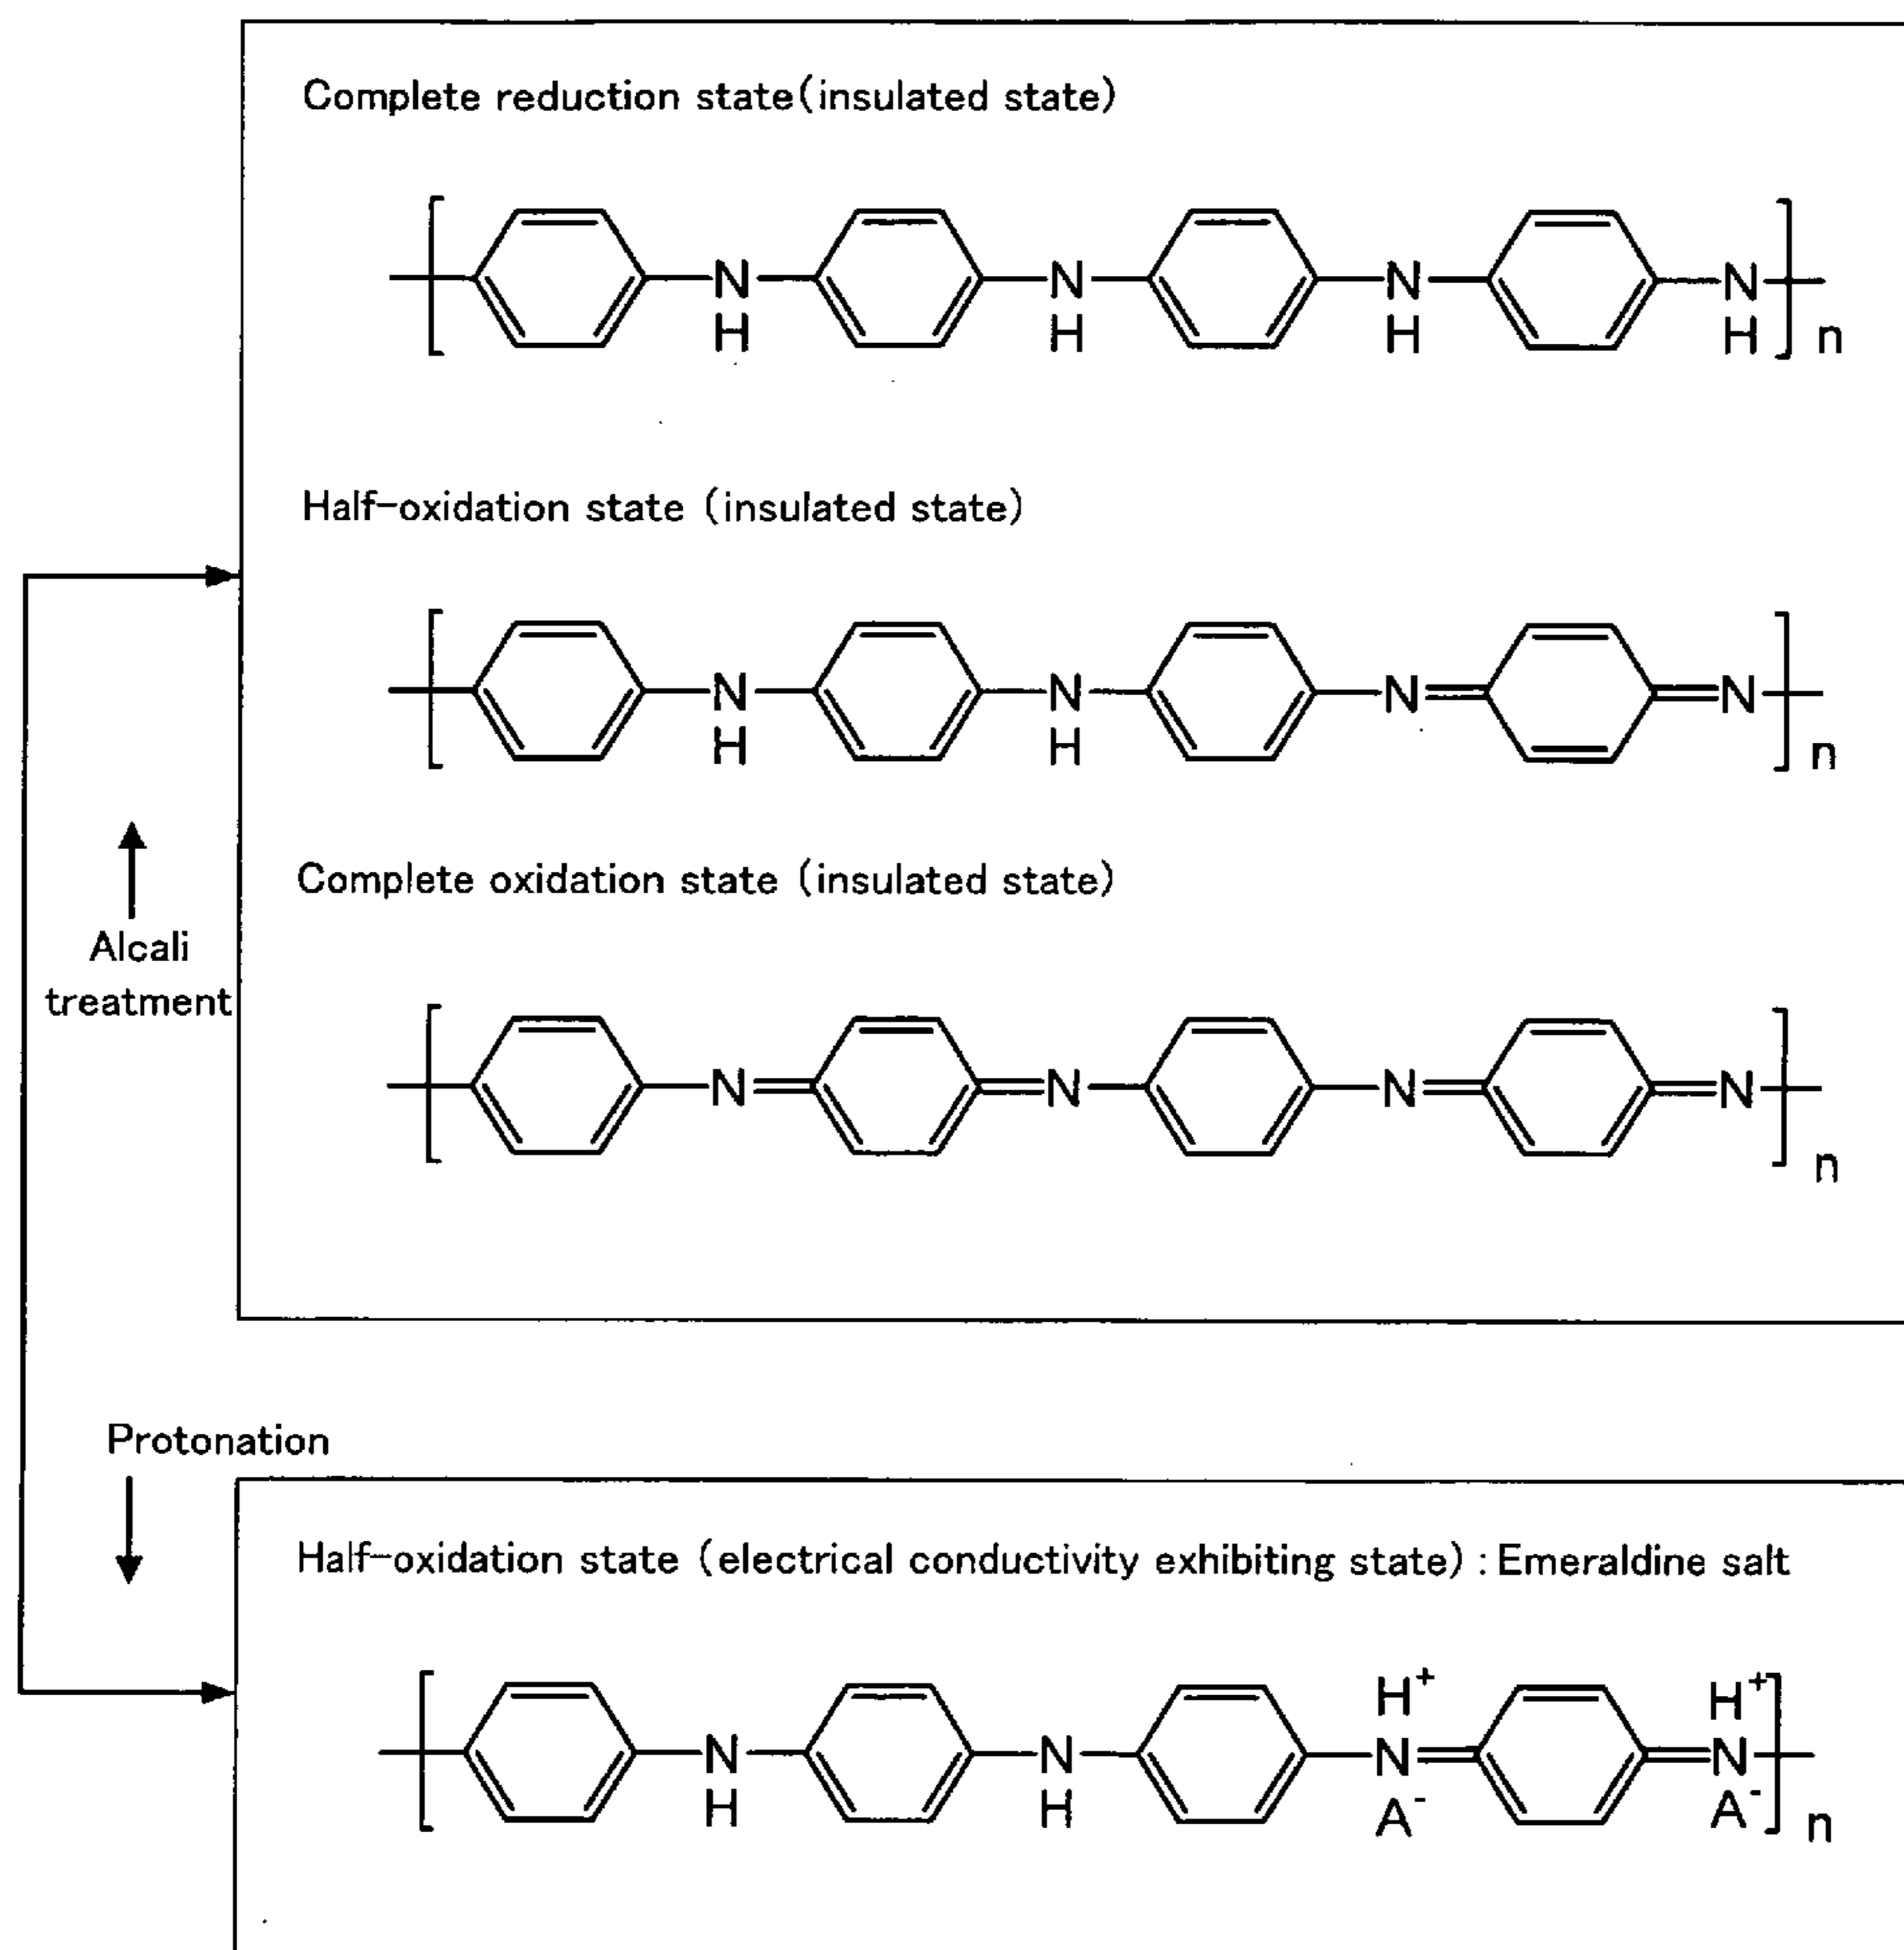 Complete reduction state(insulated state)
N N N N
H H H H n
Half-oxidation state (insulated state)
N N N N
H H n
Complete oxidation state (insulated state)
N N N N
n
Alcali
treatment
Protonation
Half-oxidation state (electrical conductivity exhibiting state) : Emeraldine salt
H+ H+
N N N N
H H A- A- n